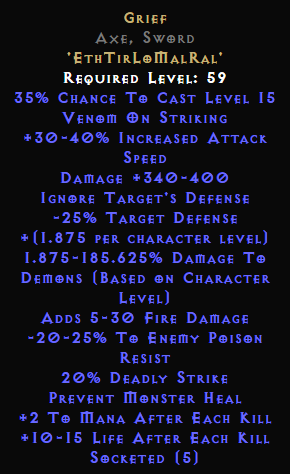 Grief
Axe, Sword
'EthTirLoMalRal'
Required Level: 59
35% Chance To Cast Level 15
Venom On Striking
+30-40% Increased Attack
Speed
Damage +340-400
Ignore Target's Defense
-25% Target Defense
+(1.875 per character level)
1.875-185.625% Damage To
Demons (Based on Character
Level)
Adds 5-30 Fire Damage
-20-25% To Enemy Poison
Resist
20% Deadly Strike
Prevent Monster Heal
+2 To Mana After Each Kill
+10-15 Life After Each Kill
Socketed (5)